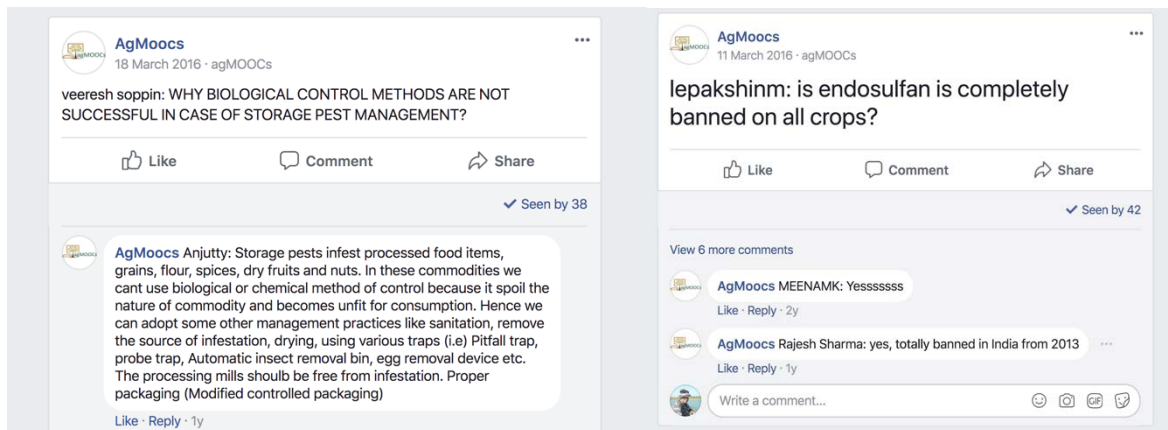 AgMoocs
18 March 2016 · agMOOCs
veeresh soppin: WHY BIOLOGICAL CONTROL METHODS ARE NOT
SUCCESSFUL IN CASE OF STORAGE PEST MANAGEMENT?
Like Comment Share
Seen by 38
AgMoocs Anjutty: Storage pests infest processed food items,
grains, flour, spices, dry fruits and nuts. In these commodities we
cant use biological or chemical method of control because it spoil the
nature of commodity and becomes unfit for consumption. Hence we
can adopt some other management practices like sanitation, remove
the source of infestation, drying, using various traps (i.e) Pitfall trap,
probe trap, Automatic insect removal bin, egg removal device etc.
The processing mills should be free from infestation. Proper
packaging (Modified controlled packaging)
Like · Reply · 1y
AgMoocs
11 March 2016 · agMOOCs
lepakshinm: is endosulfan is completely
banned on all crops?
Like Comment Share
Seen by 42
View 6 more comments
AgMoocs MEENAMK: Yesssssss
Like · Reply · 2y
AgMoocs Rajesh Sharma: yes, totally banned in India from 2013
Like · Reply · 1y
Write a comment...
GIF